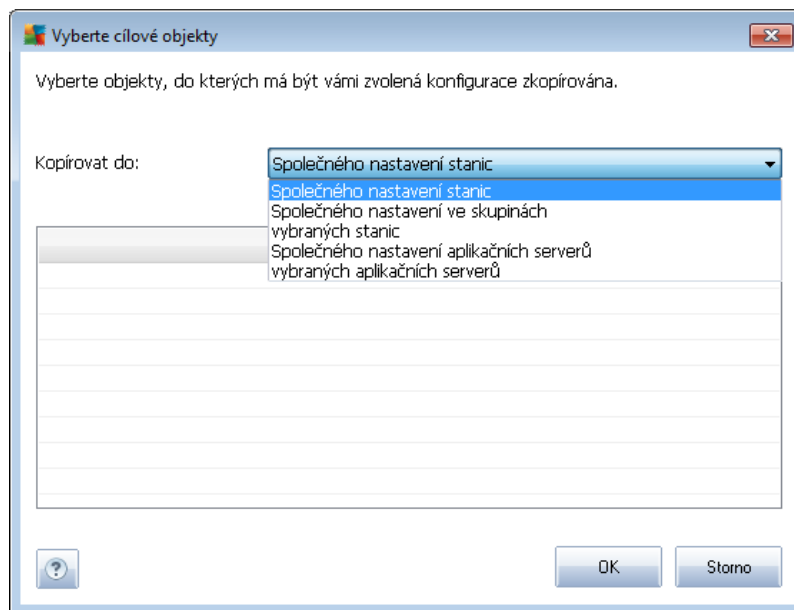 Vyberte cílové objekty
Vyberte objekty, do kterých má být vámi zvolená konfigurace zkopírována.
Kopírovat do:
Společného nastavení stanic
Společného nastavení stanic
Společného nastavení ve skupinách
vybraných stanic
Společného nastavení aplikačních serverů
vybraných aplikačních serverů
?
OK
Storno